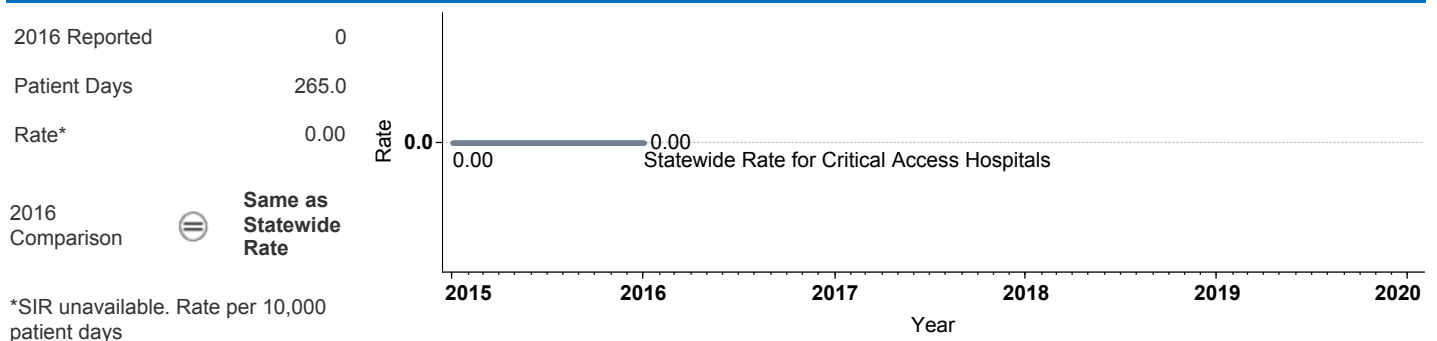 2016 Reported 0
Patient Days 265.0
Rate* 0.00
2016
Comparison
Same as
Statewide
Rate
*SIR unavailable. Rate per 10,000
patient days
Rate
0.0
0.00
0.00
Statewide Rate for Critical Access Hospitals
2015 2016 2017 2018 2019 2020
Year